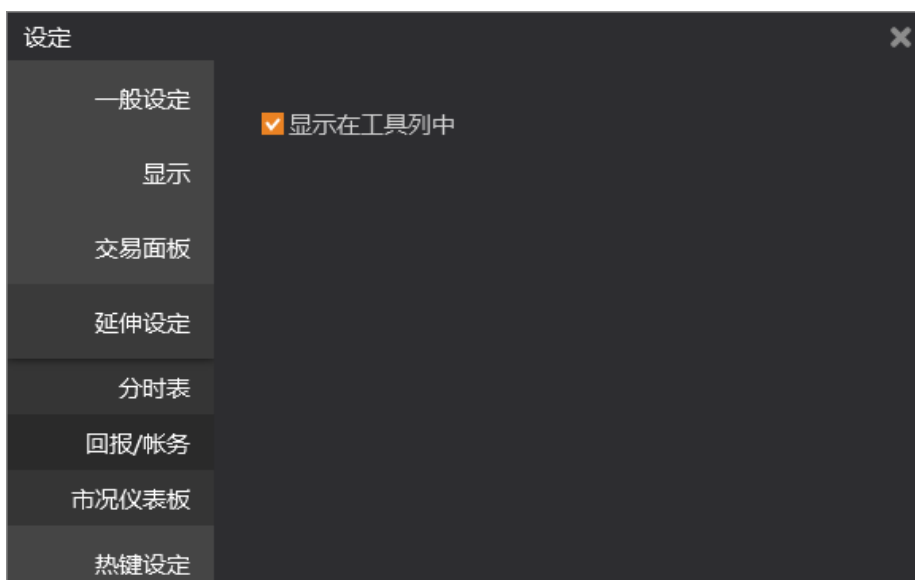 设定
一般设定
显示在工具列中
显示
交易面板
延伸设定
分时表
回报/帐务
市况仪表板
热键设定